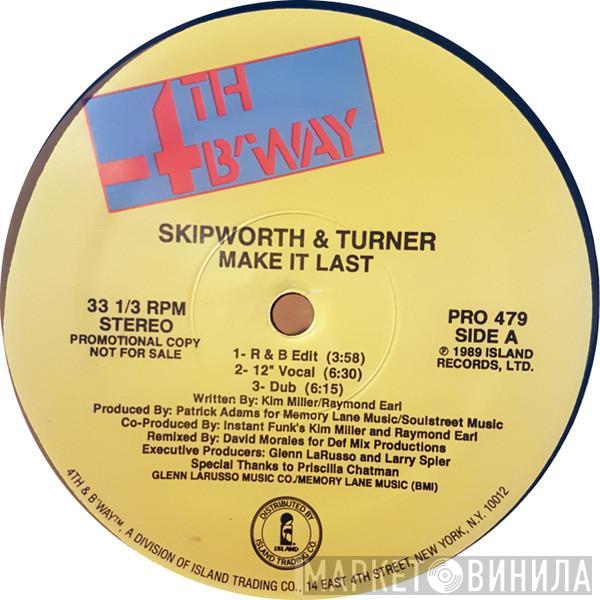 4TH
B'WAY
SKIPWORTH & TURNER
MAKE IT LAST
33 1/3 RPM
STEREO
PROMOTIONAL COPY
NOT FOR SALE
PRO 479
SIDE A
℗ 1989 ISLAND
RECORDS, LTD.
1- R & B Edit (3:58)
2- 12" Vocal (6:30)
3- Dub (6:15)
Written By: Kim Miller/Raymond Earl
Produced By: Patrick Adams for Memory Lane Music/Soulstreet Music
Co-Produced By: Instant Funk's Kim Miller and Raymond Earl
Remixed By: David Morales for Def Mix Productions
Executive Producers: Glenn LaRusso and Larry Spier
Special Thanks to Priscilla Chatman
GLENN LARUSSO MUSIC CO./MEMORY LANE MUSIC (BMI)
DISTRIBUTED BY
ISLAND
ISLAND TRADING CO.
4TH & B'WAY™, A DIVISION OF ISLAND TRADING CO., 14 EAST 4TH STREET, NEW YORK, N.Y. 10012
МАРКЕТ ВИНИЛА